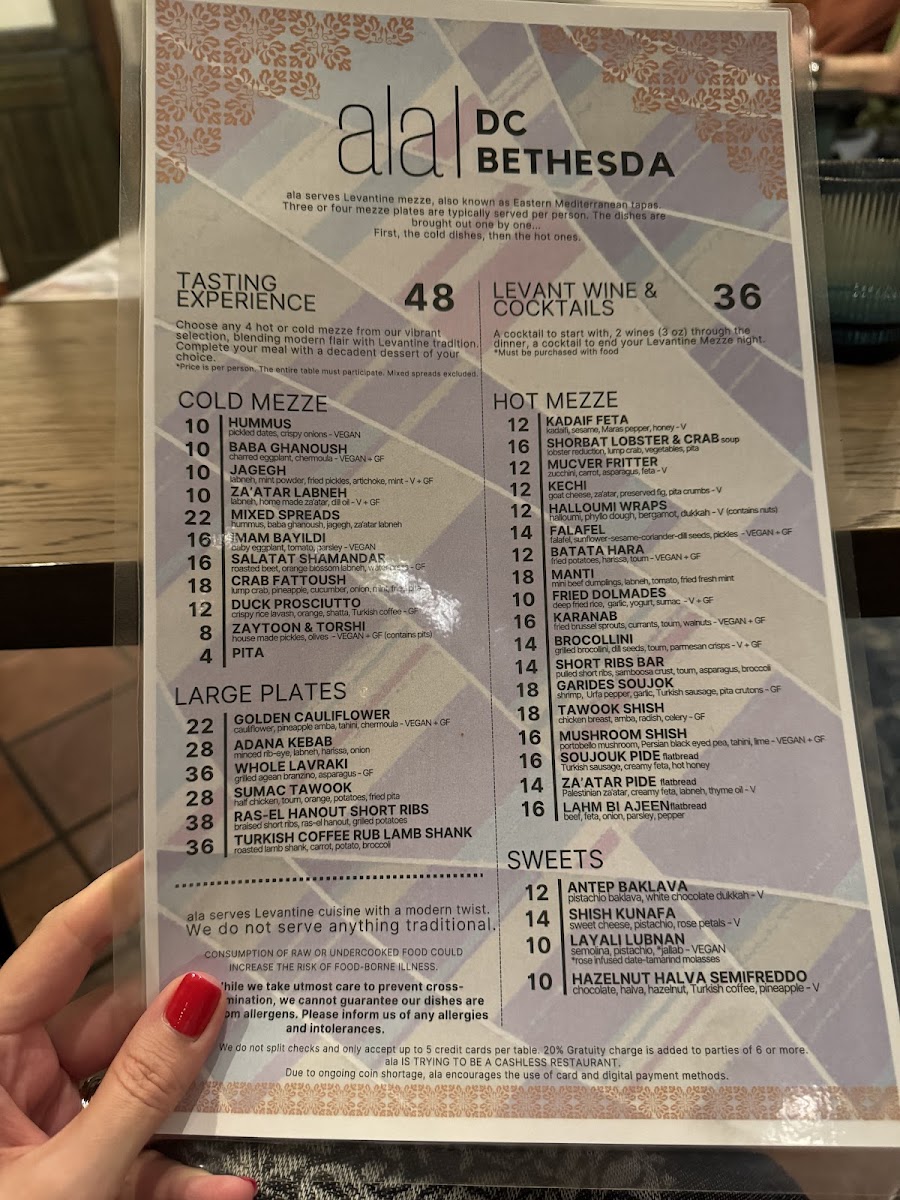 ala DC
BETHESDA
ala serves Levantine mezze, also known as Eastern Mediterranean tapas.
Three or four mezze plates are typically served per person. The dishes are
brought out one by one...
First, the cold dishes, then the hot ones.
TASTING
EXPERIENCE 48
Choose any 4 hot or cold mezze from our vibrant
selection, blending modern flair with Levantine tradition.
Complete your meal with a decadent dessert of your
choice.
*Price is per person. The entire table must participate. Mixed spreads excluded.
LEVANT WINE &
COCKTAILS 36
A cocktail to start with, 2 wines (3 oz) through the
dinner, a cocktail to end your Levantine Mezze night.
*Must be purchased with food
COLD MEZZE
10 HUMMUS
pickled dates, crispy onions - VEGAN
10 BABA GHANOUSH
charred eggplant, chermoula - VEGAN + GF
10 JAGEGH
labneh, mint powder, fried pickles, artichoke, mint - V + GF
10 ZA'ATAR LABNEH
labneh, home made za'atar, dill oil - V + GF
22 MIXED SPREADS
hummus, baba ghanoush, jagegh, za'atar labneh
16 IMAM BAYILDI
baby eggplant, tomato, parsley - VEGAN
16 SALATAT SHAMANDAR
roasted beet, orange blossom labneh, - GF
18 CRAB FATTOUSH
lump crab, pineapple, cucumber, onion, mint,
12 DUCK PROSCIUTTO
crispy rice lavash, orange, shatta, Turkish coffee - GF
8 ZAYTOON & TORSHI
house made pickles, olives - VEGAN + GF (contains pits)
4 PITA
LARGE PLATES
22 GOLDEN CAULIFLOWER
cauliflower, pineapple amba, tahini, chermoula - VEGAN + GF
28 ADANA KEBAB
minced rib-eye, labneh, harissa, onion
36 WHOLE LAVRAKI
grilled agean branzino, asparagus - GF
28 SUMAC TAWOOK
half chicken, toum, orange, potatoes, fried pita
38 RAS-EL HANOUT SHORT RIBS
braised short ribs, ras-el hanout, grilled potatoes
36 TURKISH COFFEE RUB LAMB SHANK
roasted lamb shank, carrot, potato, broccoli
ala serves Levantine cuisine with a modern twist.
We do not serve anything traditional.
CONSUMPTION OF RAW OR UNDERCOOKED FOOD COULD
INCREASE THE RISK OF FOOD-BORNE ILLNESS.
hile we take utmost care to prevent cross-
mination, we cannot guarantee our dishes are
om allergens. Please inform us of any allergies
and intolerances.
HOT MEZZE
12 KADAIF FETA
kadaifi, sesame, Maras pepper, honey - V
16 SHORBAT LOBSTER & CRAB soup
lobster reduction, lump crab, vegetables, pita
12 MUCVER FRITTER
zucchini, carrot, asparagus, feta - V
12 KECHI
goat cheese, za'atar, preserved fig, pita crumbs - V
12 HALLOUMI WRAPS
halloumi, phyllo dough, bergamot, dukkah - V (contains nuts)
14 FALAFEL
falafel, sunflower-sesame-coriander-dill seeds, pickles - VEGAN + GF
12 BATATA HARA
fried potatoes, harissa, toum - VEGAN + GF
18 MANTI
mini beef dumplings, labneh, tomato, fried fresh mint
10 FRIED DOLMADES
deep fried rice, garlic, yogurt, sumac - V + GF
16 KARANAB
fried brussel sprouts, currants, toum, walnuts - VEGAN + GF
14 BROCOLLINI
grilled brocollini, dill seeds, toum, parmesan crisps - V + GF
14 SHORT RIBS BAR
pulled short ribs, samboosa crust, toum, asparagus, broccoli
18 GARIDES SOUJOK
shrimp, Urfa pepper, garlic, Turkish sausage, pita crutons - GF
18 TAWOOK SHISH
chicken breast, amba, radish, celery - GF
16 MUSHROOM SHISH
portobello mushroom, Persian black eyed pea, tahini, lime - VEGAN + GF
16 SOUJOUK PIDE flatbread
Turkish sausage, creamy feta, hot honey
14 ZA'ATAR PIDE flatbread
Palestinian za'atar, creamy feta, labneh, thyme oil - V
16 LAHM BI AJEEN flatbread
beef, feta, onion, parsley, pepper
SWEETS
12 ANTEP BAKLAVA
pistachio baklava, white chocolate dukkah - V
14 SHISH KUNAFA
sweet cheese, pistachio, rose petals - V
10 LAYALI LUBNAN
semolina, pistachio, *jallab - VEGAN
*rose infused date-tamarind molasses
10 HAZELNUT HALVA SEMIFREDDO
chocolate, halva, hazelnut, Turkish coffee, pineapple - V
We do not split checks and only accept up to 5 credit cards per table. 20% Gratuity charge is added to parties of 6 or more.
ala IS TRYING TO BE A CASHLESS RESTAURANT.
Due to ongoing coin shortage, ala encourages the use of card and digital payment methods.